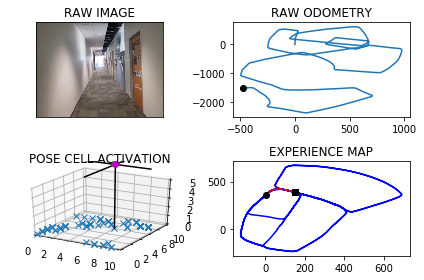 RAW IMAGE
RAW ODOMETRY
0
−1000
−2000
−500 0 500 1000
POSE CELL ACTIVATION
0 2 4 6 8 10
0 2 4 6 8 10
0 1 2 3 4 5
EXPERIENCE MAP
500
0
0 200 400 600